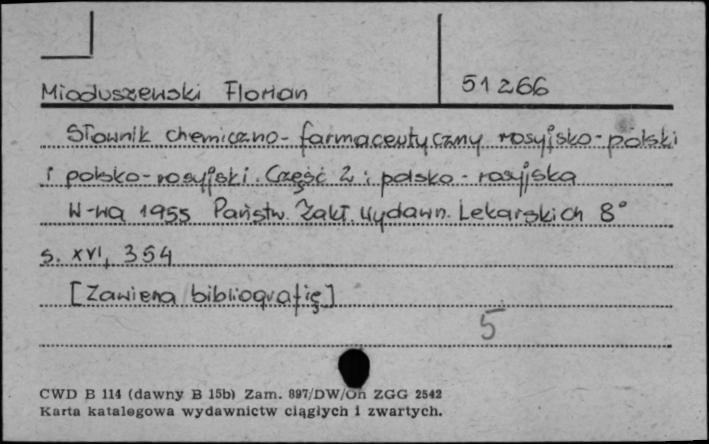 Mioduszewski Florian 51266
Słownik chemiczno-farmaceutyczny rosyjsko-polski
i polsko-rosyjski. Część 2: polsko-rosyjska
W-wa 1955 Państw. Zakł. Wydawn. Lekarskich 8°
s. XVI, 354
[Zawiera bibliografię]
5
CWD B 114 (dawny B 15b) Zam. 897/DW/Oh ZGG 2542
Karta katalogowa wydawnictw ciągłych i zwartych.